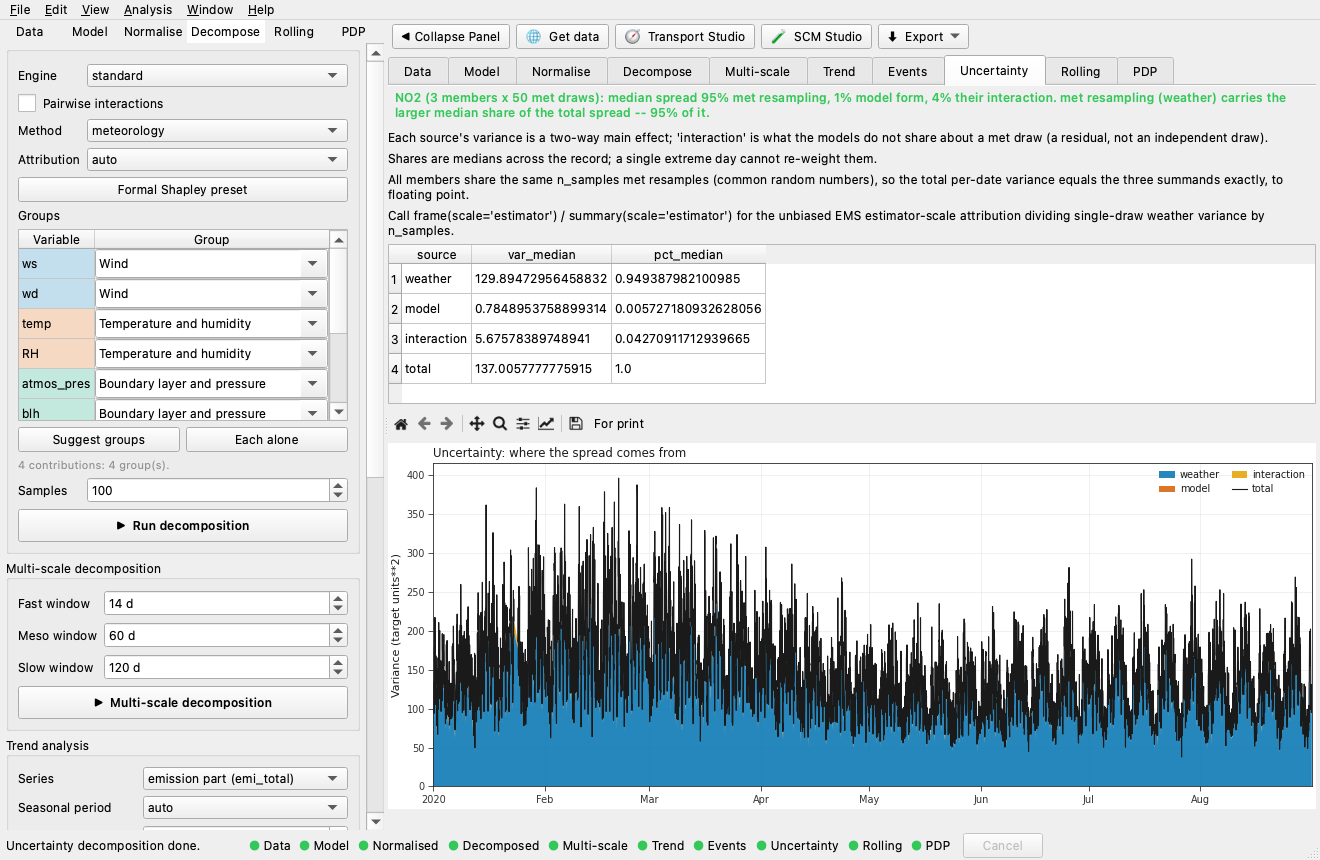 File Edit View Analysis Window Help
Data Model Normalise Decompose Rolling PDP
Collapse Panel Get data Transport Studio SCM Studio Export
Engine standard
Pairwise interactions
Method meteorology
Attribution auto
Formal Shapley preset
Groups
Variable Group
ws Wind
wd Wind
temp Temperature and humidity
RH Temperature and humidity
atmos_pres Boundary layer and pressure
blh Boundary layer and pressure
Suggest groups Each alone
4 contributions: 4 group(s).
Samples 100
Run decomposition
Multi-scale decomposition
Fast window 14 d
Meso window 60 d
Slow window 120 d
Multi-scale decomposition
Trend analysis
Series emission part (emi_total)
Seasonal period auto
Data Model Normalise Decompose Multi-scale Trend Events Uncertainty Rolling PDP
NO2 (3 members x 50 met draws): median spread 95% met resampling, 1% model form, 4% their interaction. met resampling (weather) carries the
larger median share of the total spread -- 95% of it.
Each source's variance is a two-way main effect; 'interaction' is what the models do not share about a met draw (a residual, not an independent draw).
Shares are medians across the record; a single extreme day cannot re-weight them.
All members share the same n_samples met resamples (common random numbers), so the total per-date variance equals the three summands exactly, to
floating point.
Call frame(scale='estimator') / summary(scale='estimator') for the unbiased EMS estimator-scale attribution dividing single-draw weather variance by
n_samples.
source var_median pct_median
1 weather 129.89472956458832 0.949387982100985
2 model 0.7848953758899314 0.005727180932628056
3 interaction 5.67578389748941 0.04270911712939665
4 total 137.0057777775915 1.0
For print
Uncertainty: where the spread comes from
Variance (target units**2)
400
350
300
250
200
150
100
50
0
weather interaction
model total
2020 Feb Mar Apr May Jun Jul Aug
Uncertainty decomposition done. Data Model Normalised Decomposed Multi-scale Trend Events Uncertainty Rolling PDP Cancel